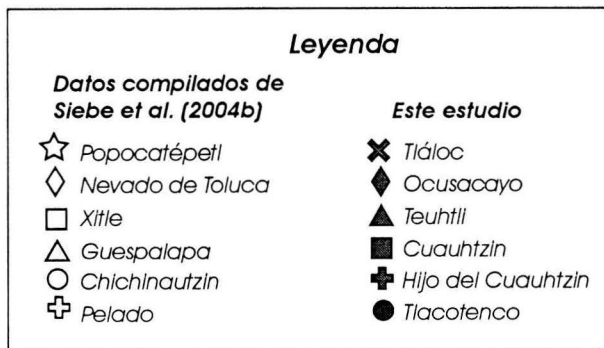 Leyenda
Datos compilados de
Siebe et al. (2004b)
Popocatépetl
Nevado de Toluca
Xitle
Guespalapa
Chichinautzin
Pelado
Este estudio
Tláloc
Ocusacayo
Teuhtli
Cuauhtzin
Hijo del Cuauhtzin
Tlacotenco